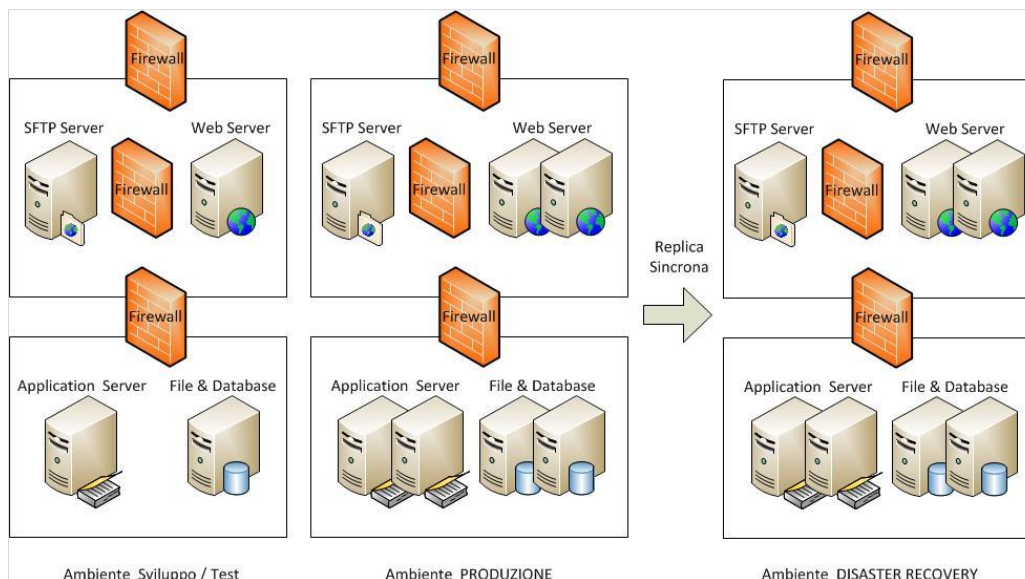 Firewall
Firewall
Firewall
SFTP Server
Web Server
SFTP Server
Web Server
SFTP Server
Web Server
Firewall
Firewall
Firewall
Replica
Sincrona
Firewall
Firewall
Firewall
Application Server
File & Database
Application Server
File & Database
Application Server
File & Database
Ambiente Sviluppo / Test
Ambiente PRODUZIONE
Ambiente DISASTER RECOVERY